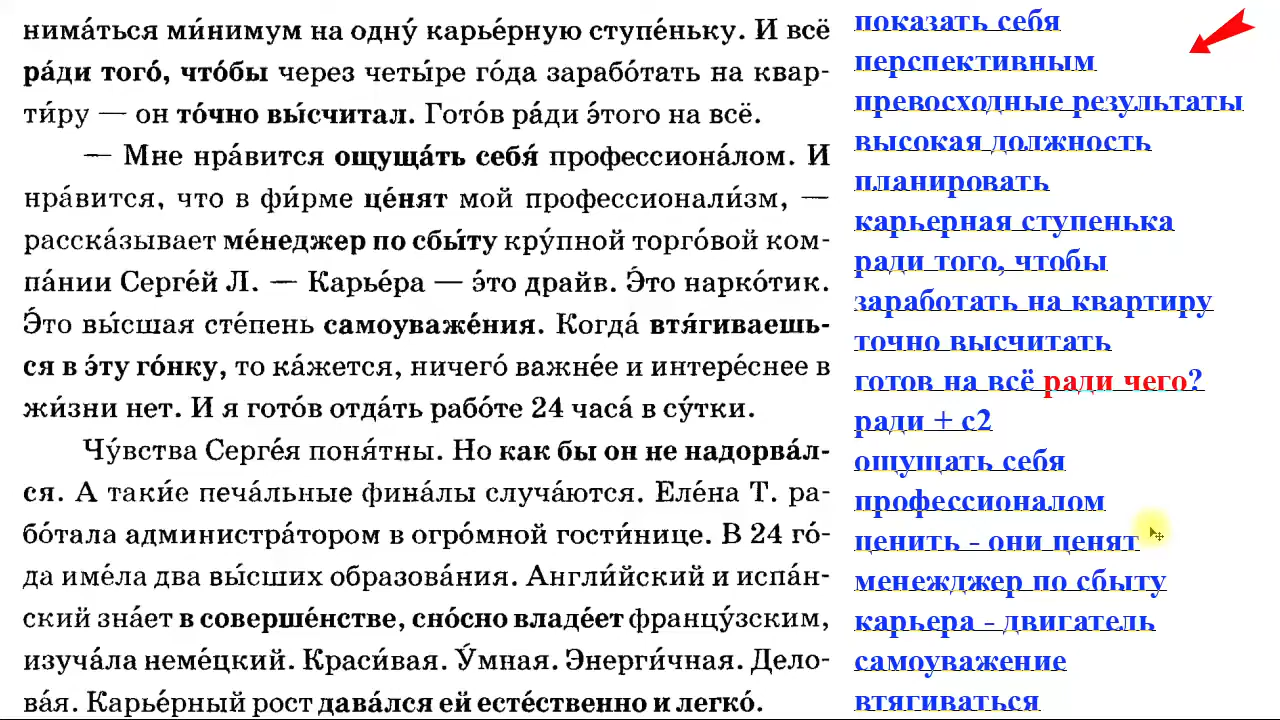 нима́ться ми́нимум на одну́ карье́рную ступе́ньку. И всё
ра́ди того́, что́бы через четы́ре го́да зарабо́тать на квар-
ти́ру — он то́чно вы́считал. Гото́в ра́ди э́того на всё.
— Мне нра́вится ощуща́ть себя́ профессиона́лом. И
нра́вится, что в фи́рме це́нят мой профессионали́зм, —
расска́зывает ме́неджер по сбы́ту кру́пной торго́вой ком-
па́нии Серге́й Л. — Карье́ра — э́то драйв. Э́то нарко́тик.
Э́то вы́сшая сте́пень самоуваже́ния. Когда́ втя́гиваешь-
ся в э́ту го́нку, то ка́жется, ничего́ важне́е и интере́снее в
жи́зни нет. И я гото́в отда́ть рабо́те 24 часа́ в су́тки.
Чу́вства Серге́я поня́тны. Но как бы он не надорва́л-
ся. А таки́е печа́льные фина́лы случа́ются. Еле́на Т. ра-
бо́тала администра́тором в огро́мной гости́нице. В 24 го́-
да име́ла два вы́сших образова́ния. Англи́йский и испа́н-
ский зна́ет в соверше́нстве, сно́сно владе́ет францу́зским,
изуча́ла неме́цкий. Краси́вая. У́мная. Энерги́чная. Дело-
ва́я. Карье́рный рост дава́лся ей есте́ственно и легко́.
показать себя
перспективным
превосходные результаты
высокая должность
планировать
карьерная ступенька
ради того, чтобы
заработать на квартиру
точно высчитать
готов на всё ради чего?
ради + с2
ощущать себя
профессионалом
ценить - они ценят
менежджер по сбыту
карьера - двигатель
самоуважение
втягиваться